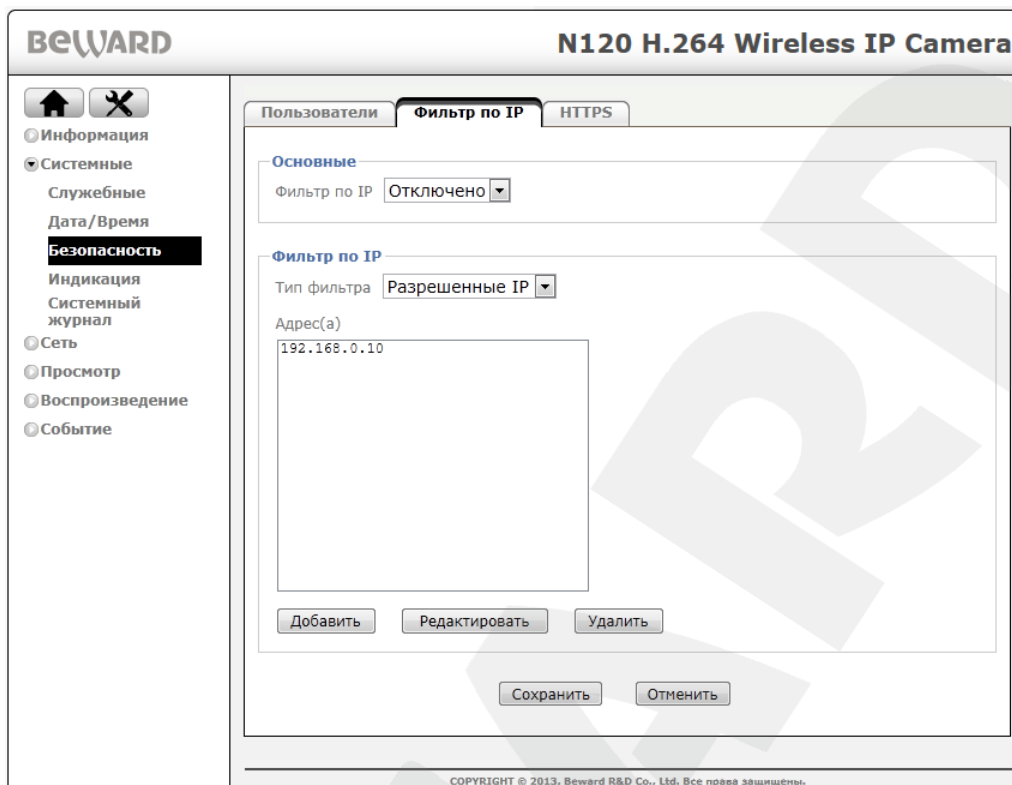 BEWARD
N120 H.264 Wireless IP Camera
Информация
Системные
Служебные
Дата/Время
Безопасность
Индикация
Системный
журнал
Сеть
Просмотр
Воспроизведение
Событие
Пользователи
Фильтр по IP
HTTPS
Основные
Фильтр по IP Отключено
Фильтр по IP
Тип фильтра Разрешенные IP
Адрес(а)
192.168.0.10
Добавить Редактировать Удалить
Сохранить Отменить
COPYRIGHT © 2013, Beward R&D Co., Ltd. Все права защищены.